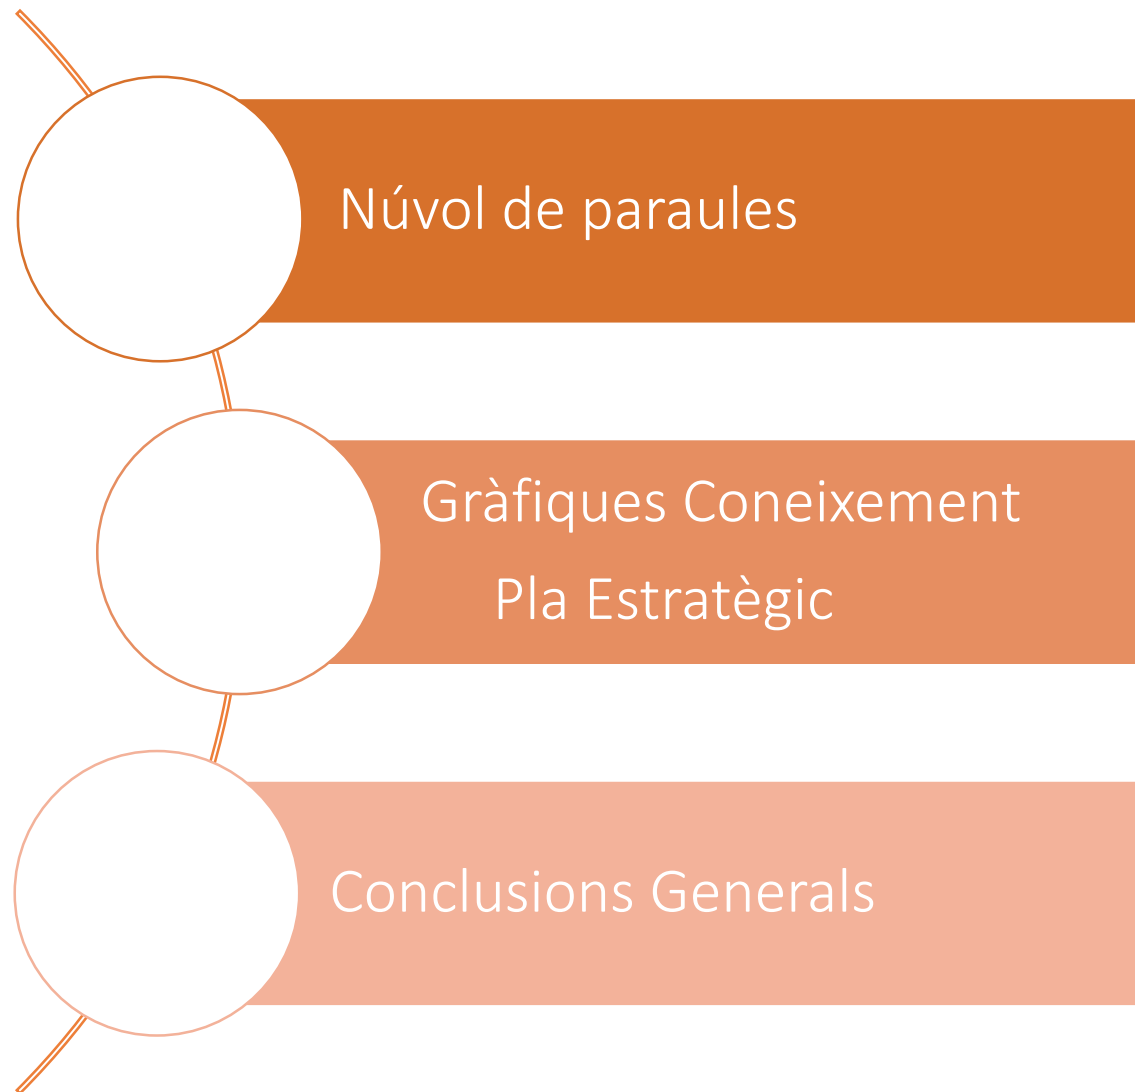 Núvol de paraules
Gràfiques Coneixement
Pla Estratègic
Conclusions Generals